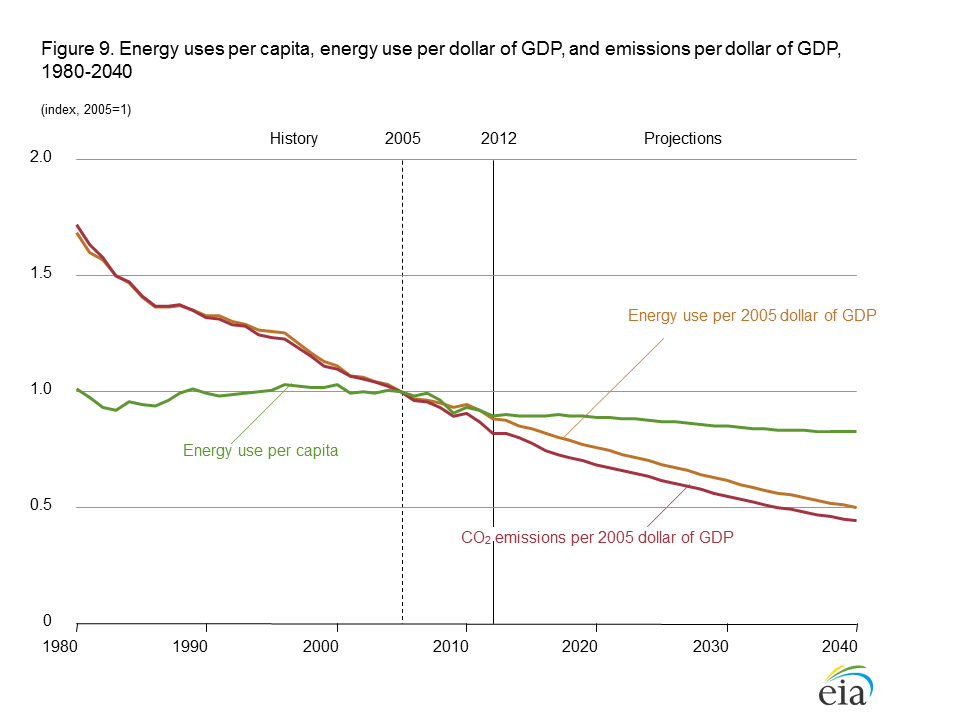 Figure 9. Energy uses per capita, energy use per dollar of GDP, and emissions per dollar of GDP,
1980-2040
(index, 2005=1)
History 2005 2012 Projections
2.0
1.5
Energy use per 2005 dollar of GDP
1.0
Energy use per capita
0.5
CO₂ emissions per 2005 dollar of GDP
0
1980 1990 2000 2010 2020 2030 2040
eia